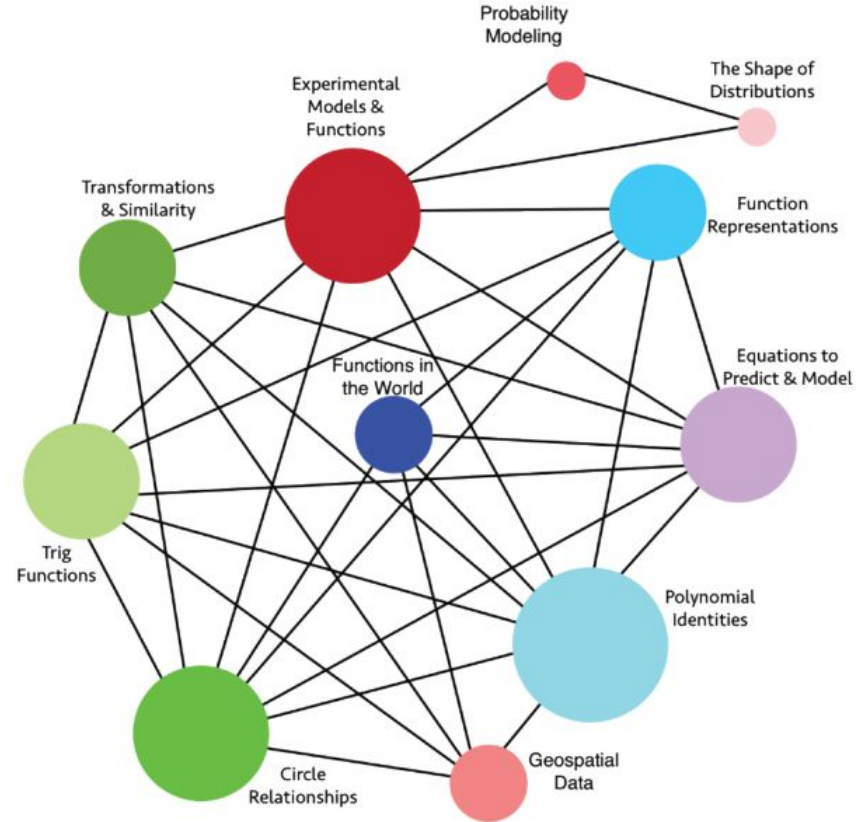 Probability
Modeling
The Shape of
Distributions
Experimental
Models &
Functions
Transformations
& Similarity
Function
Representations
Functions in
the World
Equations to
Predict & Model
Trig
Functions
Polynomial
Identities
Geospatial
Data
Circle
Relationships